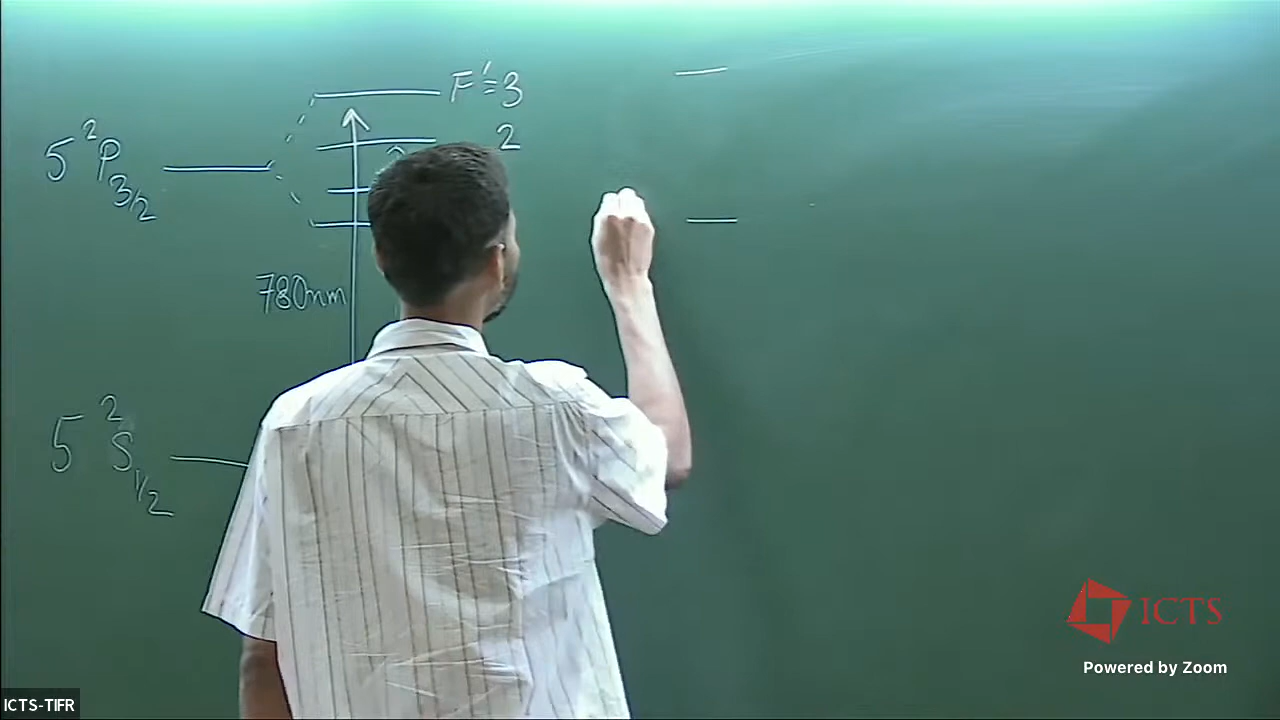 F'=3
2
5 ²P₃/₂
780nm
5 ²S₁/₂
ICTS
Powered by Zoom
ICTS-TIFR